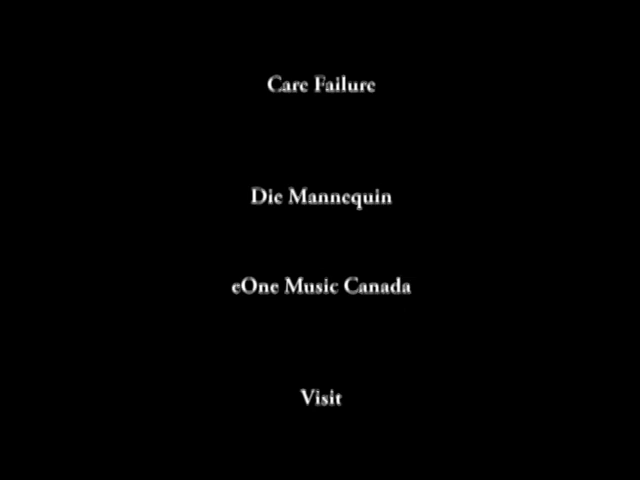 Care Failure
Die Mannequin
eOne Music Canada
Visit